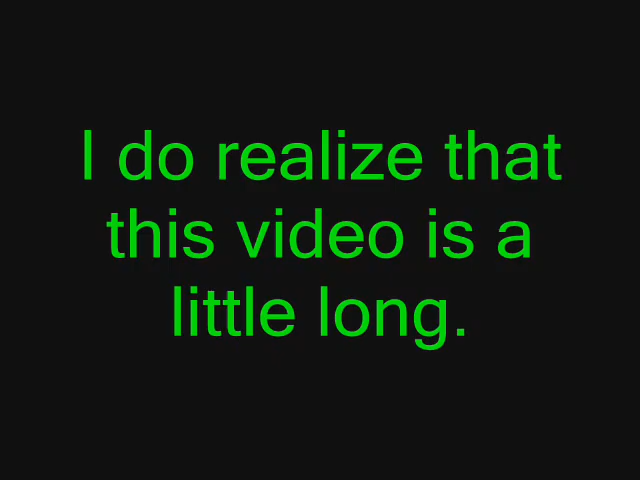 I do realize that
this video is a
little long.